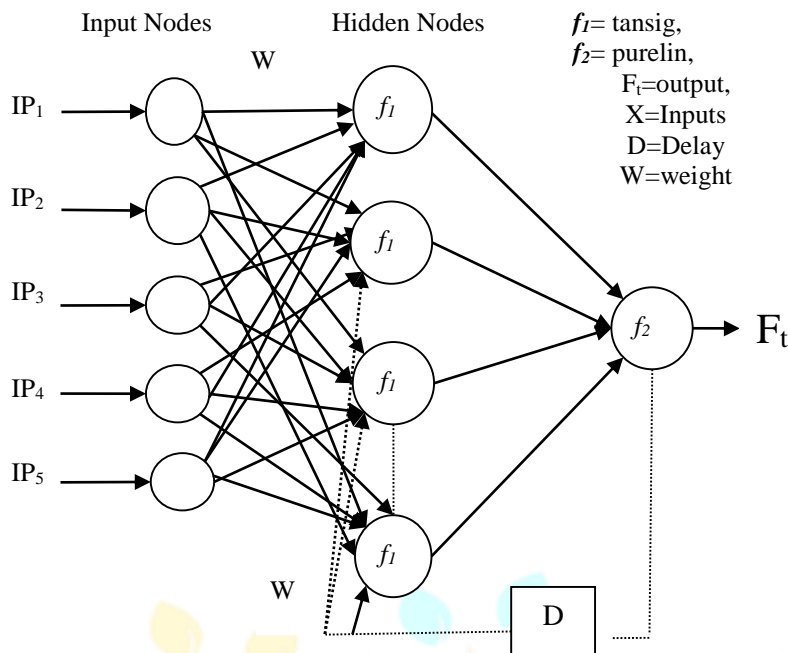 Input Nodes
Hidden Nodes
W
f1= tansig,
f2= purelin,
Ft=output,
X=Inputs
D=Delay
W=weight
IP1
IP2
IP3
IP4
IP5
f1
f1
f1
f1
f2
Ft
W
D